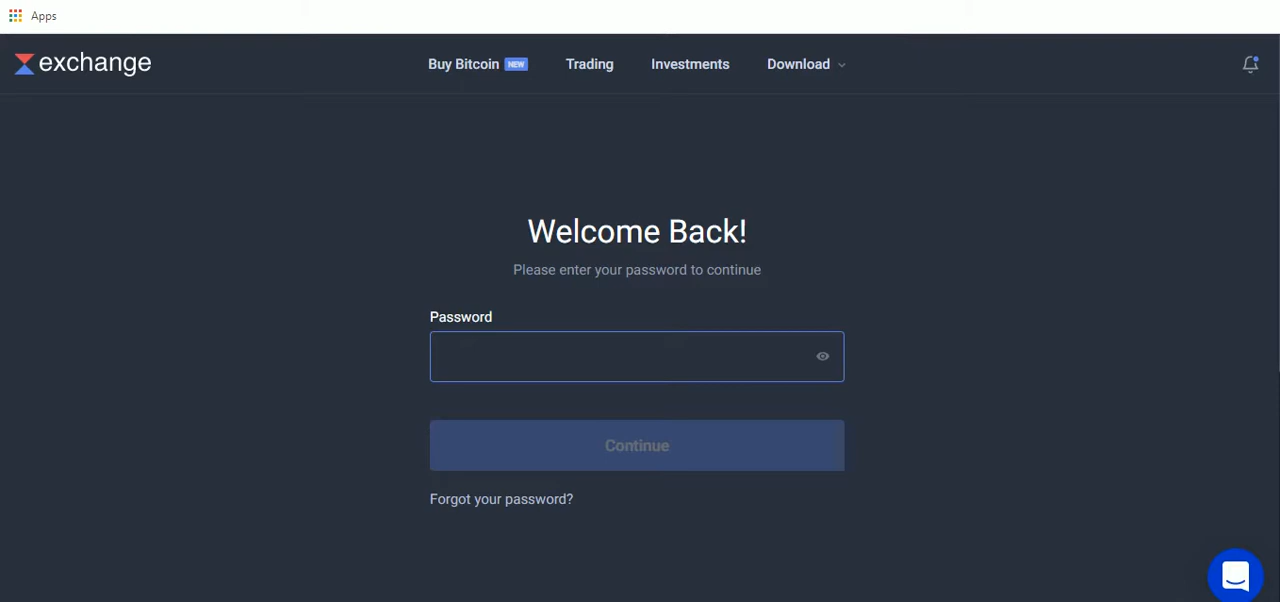 Apps
exchange
Buy Bitcoin NEW Trading Investments Download
Welcome Back!
Please enter your password to continue
Password
Continue
Forgot your password?